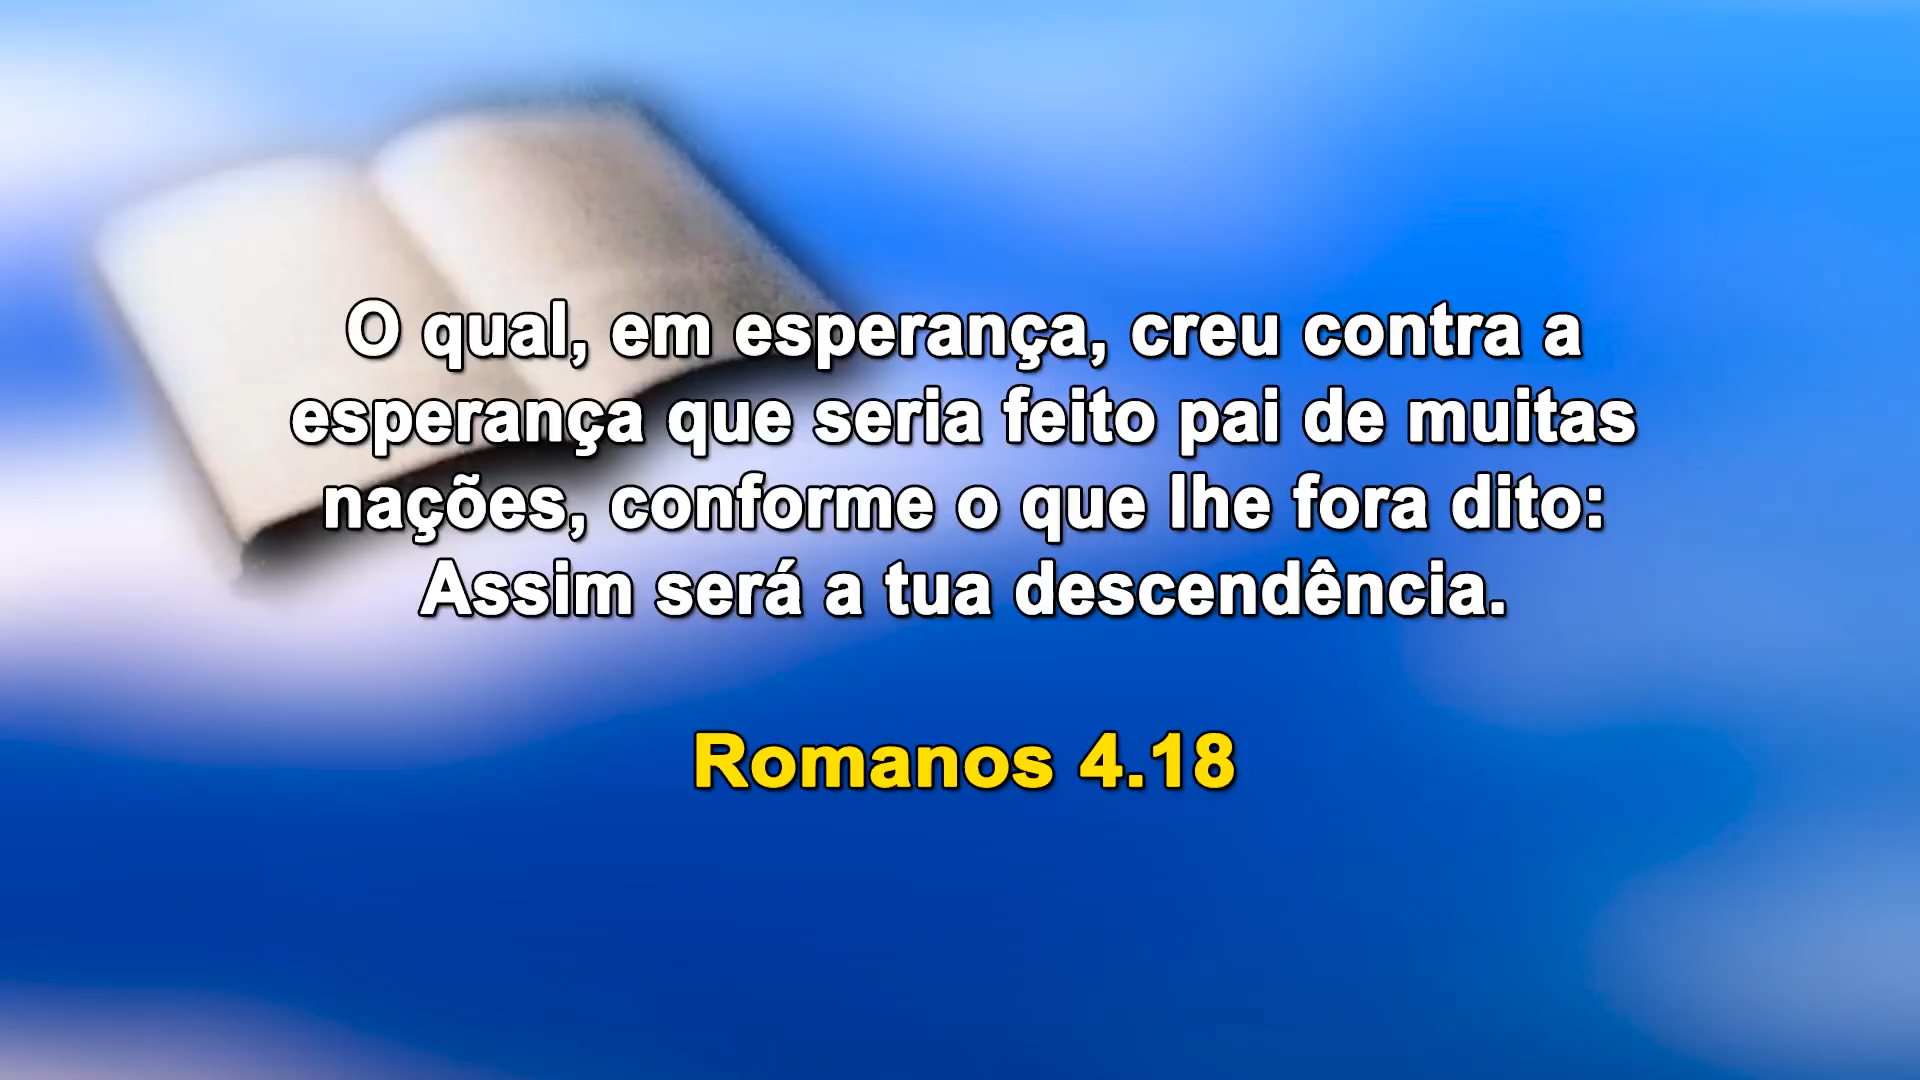 O qual, em esperança, creu contra a
esperança que seria feito pai de muitas
nações, conforme o que lhe fora dito:
Assim será a tua descendência.
Romanos 4.18